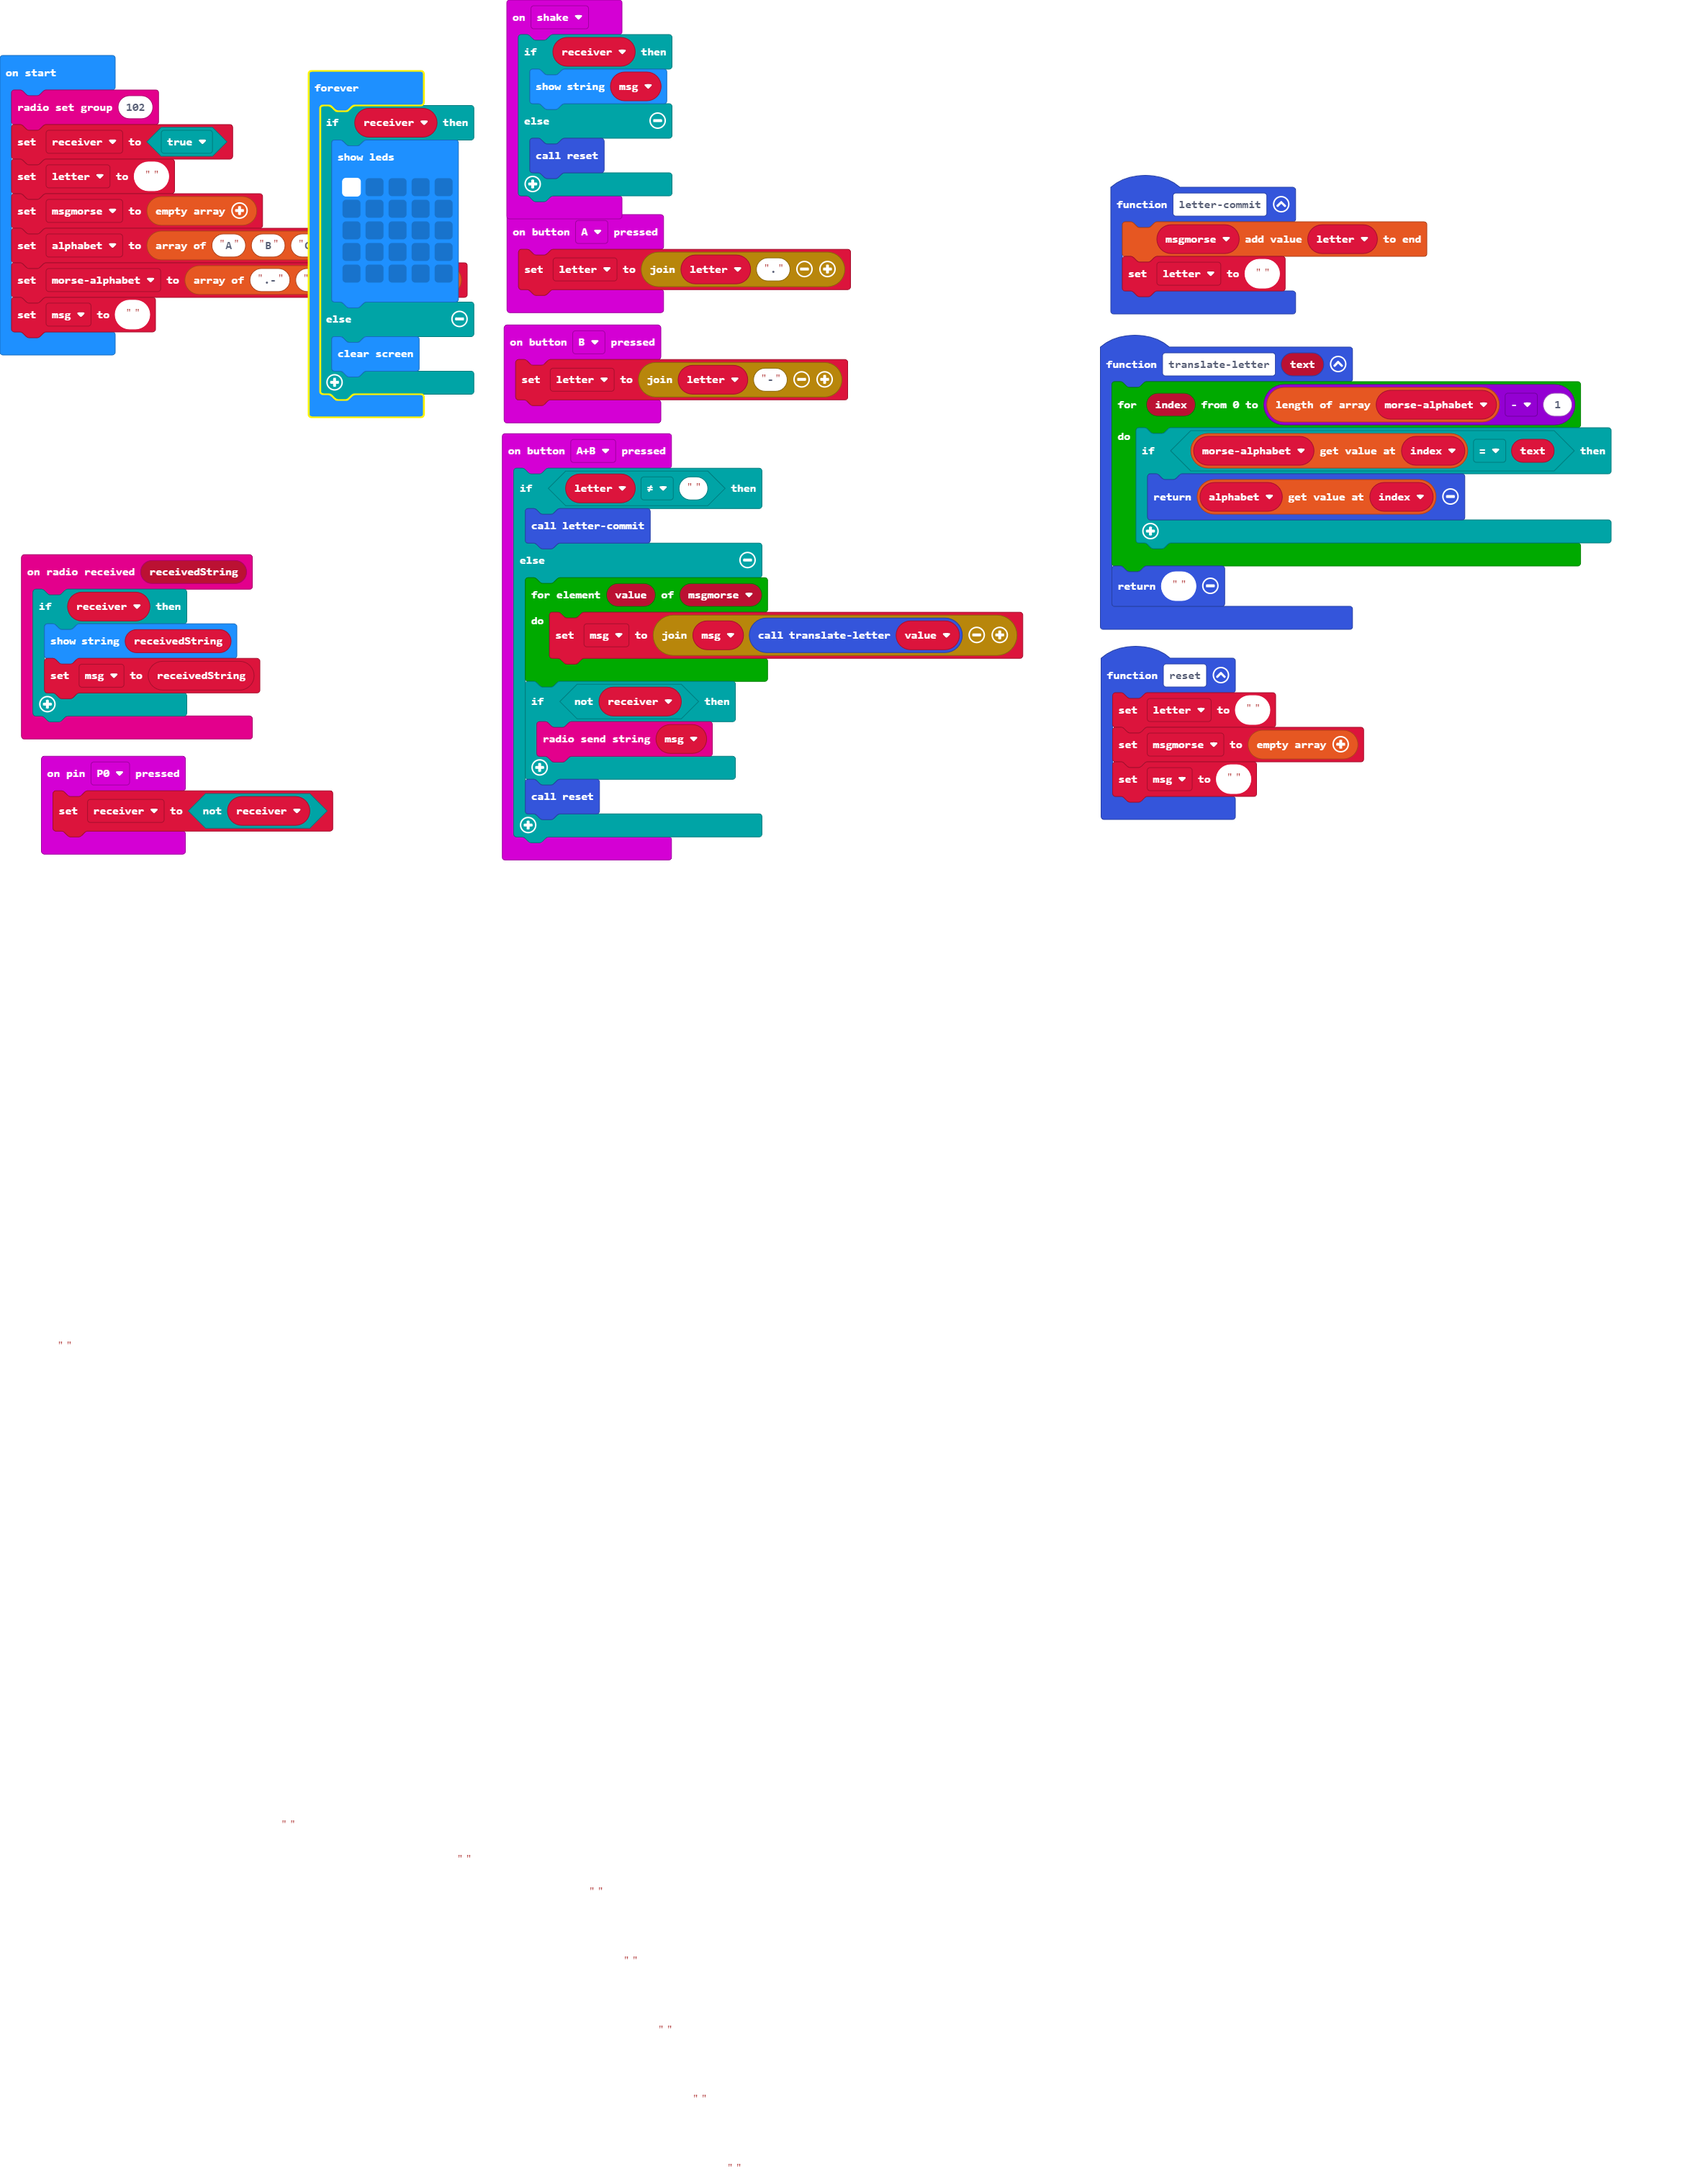 on start
radio set group 102
set receiver to true
set letter to " "
set msgmorse to empty array
set alphabet to array of "A" "B"
set morse-alphabet to array of ".-"
set msg to " "
forever
if receiver then
show leds
else
clear screen
on shake
if receiver then
show string msg
else
call reset
on button A pressed
set letter to join letter "."
on button B pressed
set letter to join letter "-"
on button A+B pressed
if letter ≠ " " then
call letter-commit
else
for element value of msgmorse
do
set msg to join msg call translate-letter value
if not receiver then
radio send string msg
call reset
on radio received receivedString
if receiver then
show string receivedString
set msg to receivedString
on pin P0 pressed
set receiver to not receiver
function letter-commit
msgmorse add value letter to end
set letter to " "
function translate-letter text
for index from 0 to length of array morse-alphabet - 1
do
if morse-alphabet get value at index = text then
return alphabet get value at index
return " "
function reset
set letter to " "
set msgmorse to empty array
set msg to " "
" "
" "
" "
" "
" "
" "
" "
" "